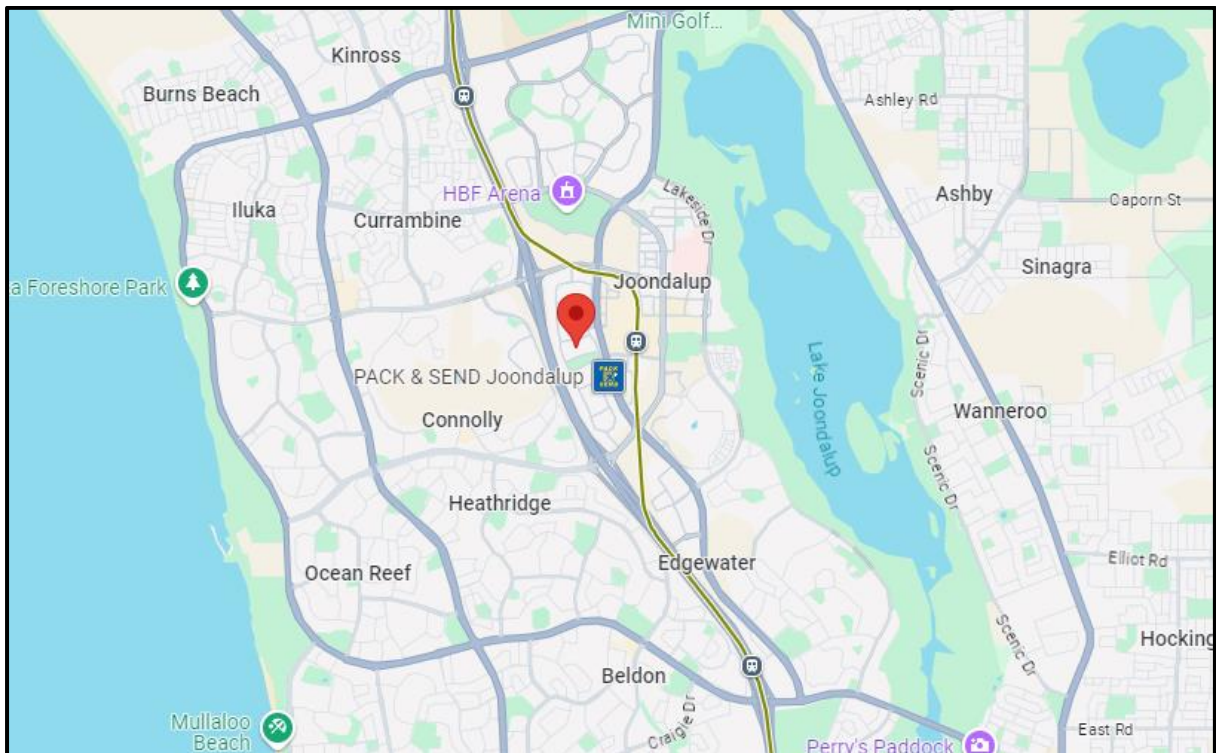 Mini Golf...
Kinross
Burns Beach
Ashley Rd
HBF Arena
Lakeside Dr
Ashby
Caporn St
Iluka
Currambine
Sinagra
Joondalup
a Foreshore Park
PACK & SEND Joondalup
PACK
SEND
Lake Joondalup
Scenic Dr
Wanneroo
Connolly
Scenic Dr
Heathridge
Edgewater
Elliot Rd
Ocean Reef
Scenic Dr
Hocking
Beldon
Mullaloo
Beach
Craigie Dr
Perry's Paddock
East Rd